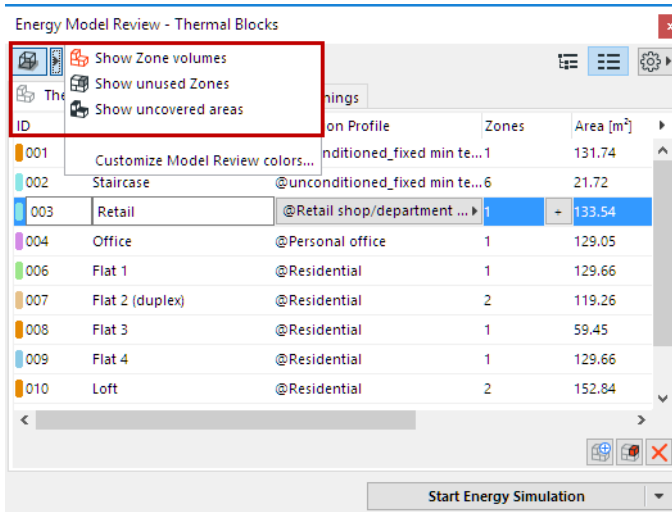 Energy Model Review - Thermal Blocks
Show Zone volumes
Show unused Zones
The
Show uncovered areas
nings
ID on Profile Zones Area [m²]
Customize Model Review colors...
001 nditioned_fixed min te... 1 131.74
002 Staircase @unconditioned_fixed min te... 6 21.72
003 Retail @Retail shop/department ... 1 + 133.54
004 Office @Personal office 1 129.05
006 Flat 1 @Residential 1 129.66
007 Flat 2 (duplex) @Residential 2 119.26
008 Flat 3 @Residential 1 59.45
009 Flat 4 @Residential 1 129.66
010 Loft @Residential 2 152.84
Start Energy Simulation